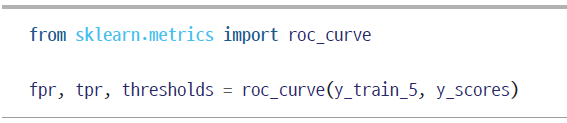 from sklearn.metrics import roc_curve
fpr, tpr, thresholds = roc_curve(y_train_5, y_scores)